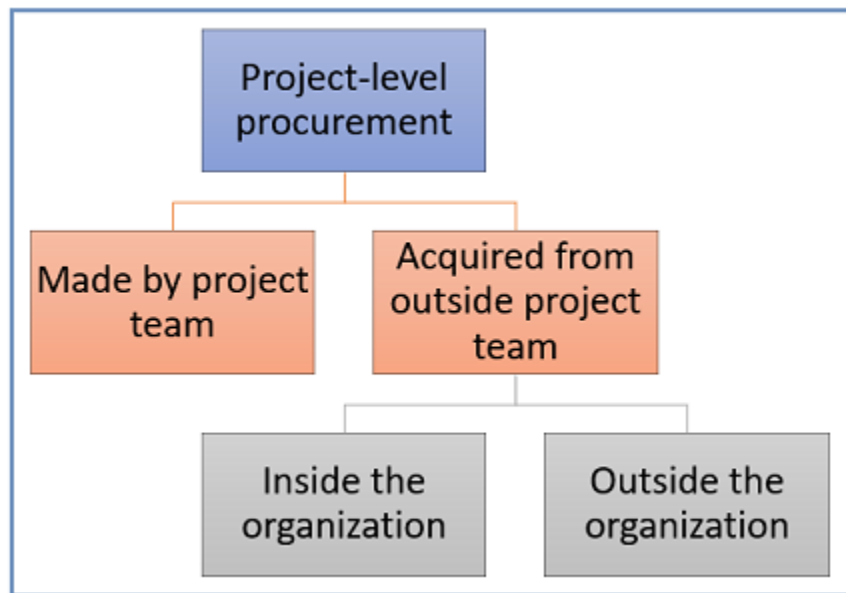 Project-level
procurement
Made by project
team
Acquired from
outside project
team
Inside the
organization
Outside the
organization